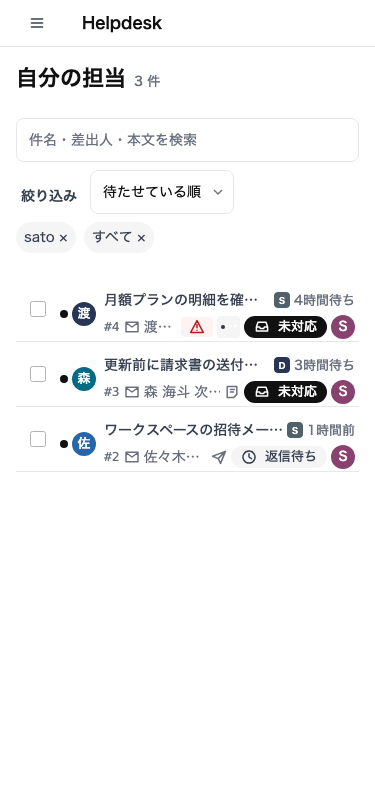 Helpdesk
自分の担当 3 件
件名・差出人・本文を検索
絞り込み 待たせている順
sato × すべて ×
渡 月額プランの明細を確… S 4時間待ち
#4 渡… 未対応 S
森 更新前に請求書の送付… D 3時間待ち
#3 森 海斗 次… 未対応 S
佐 ワークスペースの招待メー… S 1時間前
#2 佐々木… 返信待ち S